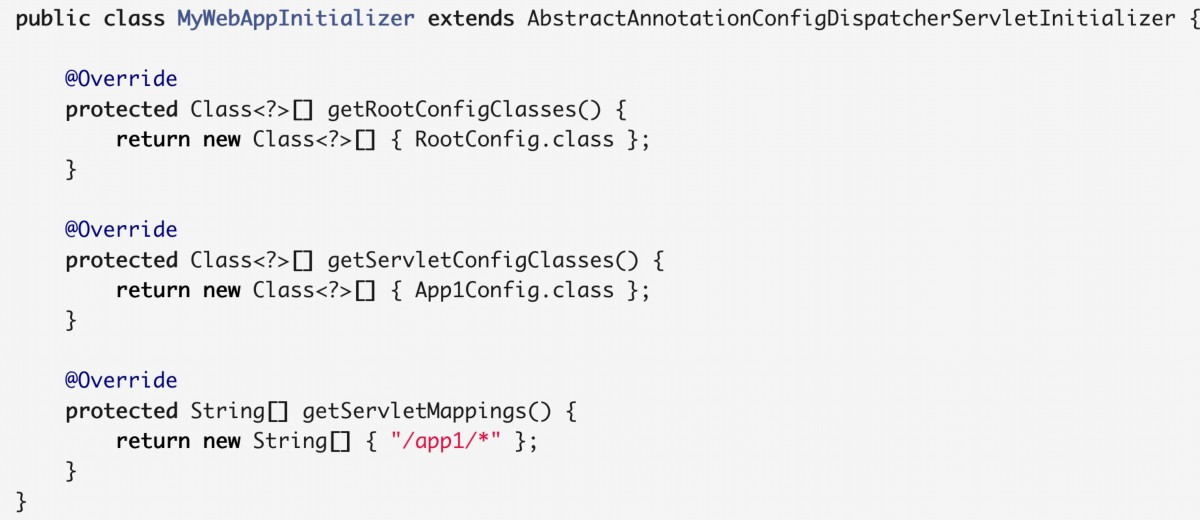 public class MyWebAppInitializer extends AbstractAnnotationConfigDispatcherServletInitializer {
@Override
protected Class<?>[] getRootConfigClasses() {
return new Class<?>[] { RootConfig.class };
}
@Override
protected Class<?>[] getServletConfigClasses() {
return new Class<?>[] { App1Config.class };
}
@Override
protected String[] getServletMappings() {
return new String[] { "/app1/*" };
}
}